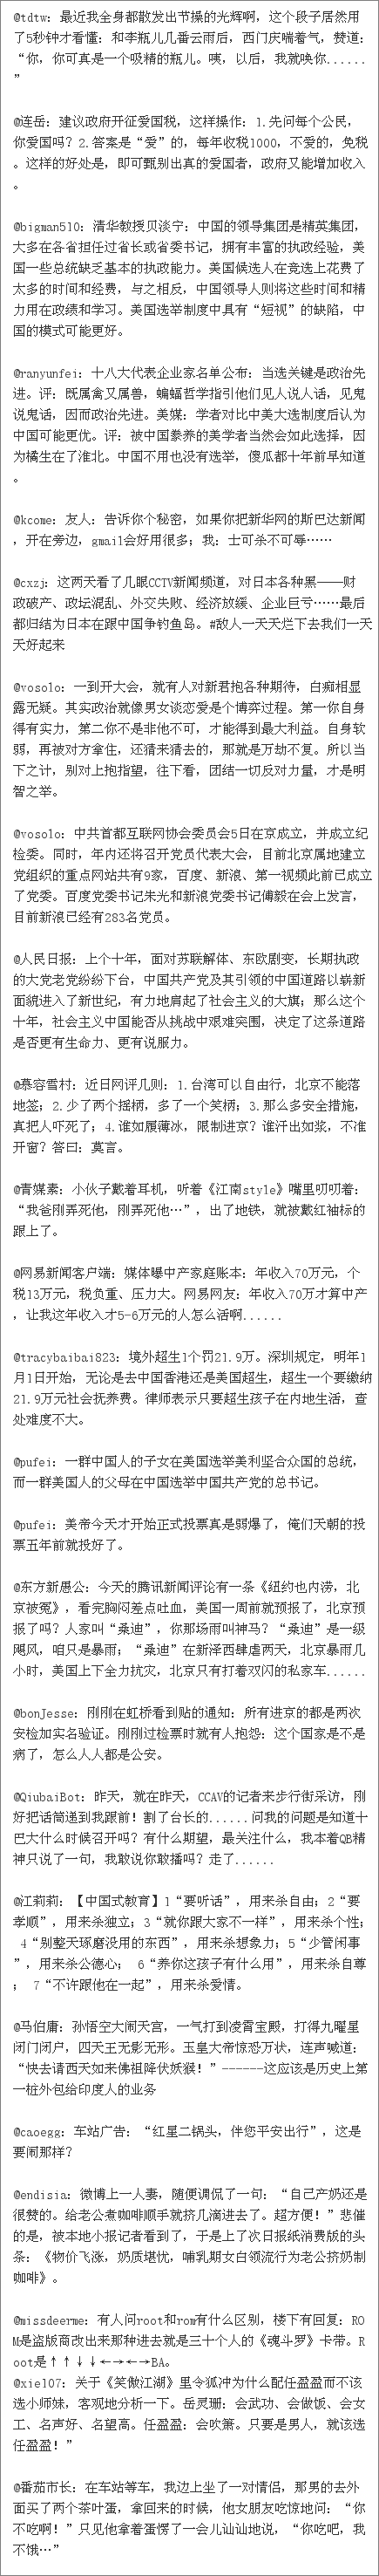 @tdtw: 最近我全身都散发出节操的光辉啊, 这个段子居然用
了5秒钟才看懂: 和李瓶儿几番云雨后, 西门庆喘着气, 赞道:
“你, 你可真是一个吸精的瓶儿。咦, 以后, 我就唤你......
”
@连岳: 建议政府开征爱国税, 这样操作: 1.先问每个公民,
你爱国吗? 2.答案是“爱”的, 每年收税1000, 不爱的, 免税
。这样的好处是, 即可甄别出真的爱国者, 政府又能增加收入
。
@bigman510: 清华教授贝淡宁: 中国的领导集团是精英集团,
大多在各省担任过省长或省委书记, 拥有丰富的执政经验, 美
国一些总统缺乏基本的执政能力。美国候选人在竞选上花费了
太多的时间和经费, 与之相反, 中国领导人则将这些时间和精
力用在政绩和学习。美国选举制度中具有“短视”的缺陷, 中
国的模式可能更好。
@ranyunfei: 十八大代表企业家名单公布: 当选关键是政治先
进。评: 既属禽又属兽, 蝙蝠哲学指引他们见人说人话, 见鬼
说鬼话, 因而政治先进。美媒: 学者对比中美大选制度后认为
中国可能更优。评: 被中国豢养的美学者当然会如此选择, 因
为橘生在了淮北。中国不用也没有选举, 傻瓜都十年前早知道
。
@kcome: 友人: 告诉你个秘密, 如果你把新华网的斯巴达新闻
, 开在旁边, gmail会好用很多; 我: 士可杀不可辱……
@cxzj: 这两天看了几眼CCTV新闻频道, 对日本各种黑——财
政破产、政坛混乱、外交失败、经济放缓、企业巨亏……最后
都归结为日本在跟中国争钓鱼岛。#敌人一天天烂下去我们一天
天好起来
@vosolo: 一到开大会, 就有人对新君抱各种期待, 白痴相显
露无疑。其实政治就像男女谈恋爱是个博弈过程。第一你自身
得有实力, 第二你不是非他不可, 才能得到最大利益。自身软
弱, 再被对方拿住, 还猜来猜去的, 那就是万劫不复。所以当
下之计, 别对上抱指望, 往下看, 团结一切反对力量, 才是明
智之举。
@vosolo: 中共首都互联网协会委员会5日在京成立, 并成立纪
检委。同时, 年内还将召开党员代表大会, 目前北京属地建立
党组织的重点网站共有9家, 百度、新浪、第一视频此前已成立
了党委。百度党委书记朱光和新浪党委书记傅毅在会上发言,
目前新浪已经有283名党员。
@人民日报: 上个十年, 面对苏联解体、东欧剧变, 长期执政
的大党老党纷纷下台, 中国共产党及其引领的中国道路以崭新
面貌进入了新世纪, 有力地肩起了社会主义的大旗; 那么这个
十年, 社会主义中国能否从挑战中艰难突围, 决定了这条道路
是否更有生命力、更有说服力。
@慕容雪村: 近日网评几则: 1.台湾可以自由行, 北京不能落
地签; 2.少了两个摇柄, 多了一个笑柄; 3.那么多安全措施,
真把人吓死了; 4.谁如履薄冰, 限制进京? 谁汗出如浆, 不准
开窗? 答曰: 莫言。
@青媒素: 小伙子戴着耳机, 听着《江南style》嘴里叨叨着:
“我爸刚弄死他, 刚弄死他…”, 出了地铁, 就被戴红袖标的
跟上了。
@网易新闻客户端: 媒体曝中产家庭账本: 年收入70万元, 个
税13万元, 税负重、压力大。网易网友: 年收入70万才算中产
, 让我这年收入才5-6万元的人怎么活啊......
@tracybaibai823: 境外超生1个罚21.9万。深圳规定, 明年1
月1日开始, 无论是去中国香港还是美国超生, 超生一个要缴纳
21.9万元社会抚养费。律师表示只要超生孩子在内地生活, 查
处难度不大。
@pufei: 一群中国人的子女在美国选举美利坚合众国的总统,
而一群美国人的父母在中国选举中国共产党的总书记。
@pufei: 美帝今天才开始正式投票真是弱爆了, 俺们天朝的投
票五年前就投好了。
@东方新愚公: 今天的腾讯新闻评论有一条《纽约也内涝, 北
京被冤》, 看完胸闷差点吐血, 美国一周前就预报了, 北京预
报了吗? 人家叫“桑迪”, 你那场雨叫神马? “桑迪”是一级
飓风, 咱只是暴雨; “桑迪”在新泽西肆虐两天, 北京暴雨几
小时, 美国上下全力抗灾, 北京只有打着双闪的私家车......
@bonJesse: 刚刚在虹桥看到贴的通知: 所有进京的都是两次
安检加实名验证。刚刚过检票时就有人抱怨: 这个国家是不是
病了, 怎么人人都是公安。
@QiubaiBot: 昨天, 就在昨天, CCAV的记者来步行街采访, 刚
好把话筒递到我跟前! 割了台长的......问我的问题是知道十
巴大什么时候召开吗? 有什么期望, 最关注什么, 我本着QB精
神只说了一句, 我敢说你敢播吗? 走了......
@江莉莉: 【中国式教育】1“要听话”, 用来杀自由; 2“要
孝顺”, 用来杀独立; 3“就你跟大家不一样”, 用来杀个性;
4“别整天琢磨没用的东西”, 用来杀想象力; 5“少管闲事
”, 用来杀公德心; 6“养你这孩子有什么用”, 用来杀自尊
; 7“不许跟他在一起”, 用来杀爱情。
@马伯庸: 孙悟空大闹天宫, 一气打到凌霄宝殿, 打得九曜星
闭门闭户, 四天王无影无形。玉皇大帝惊恐万状, 连声喊道:
“快去请西天如来佛祖降伏妖猴! ”------这应该是历史上第
一桩外包给印度人的业务
@caoegg: 车站广告: “红星二锅头, 伴您平安出行”, 这是
要闹那样?
@endisia: 微博上一人妻, 随便调侃了一句: “自己产奶还是
很赞的。给老公煮咖啡顺手就挤几滴进去了。超方便! ”悲催
的是, 被本地小报记者看到了, 于是上了次日报纸消费版的头
条: 《物价飞涨, 奶质堪忧, 哺乳期女白领流行为老公挤奶制
咖啡》。
@missdeerme: 有人问root和rom有什么区别, 楼下有回复: RO
M是盗版商改出来那种进去就是三十个人的《魂斗罗》卡带。R
oot是↑↑↓↓←→←→BA。
@xie107: 关于《笑傲江湖》里令狐冲为什么配任盈盈而不该
选小师妹, 客观地分析一下。岳灵珊: 会武功、会做饭、会女
工、名声好、名望高。任盈盈: 会吹箫。只要是男人, 就该选
任盈盈! ”
@番茄市长: 在车站等车, 我边上坐了一对情侣, 那男的去外
面买了两个茶叶蛋, 拿回来的时候, 他女朋友吃惊地问: “你
不吃啊! ”只见他拿着蛋愣了一会儿讪讪地说, “你吃吧, 我
不饿…”